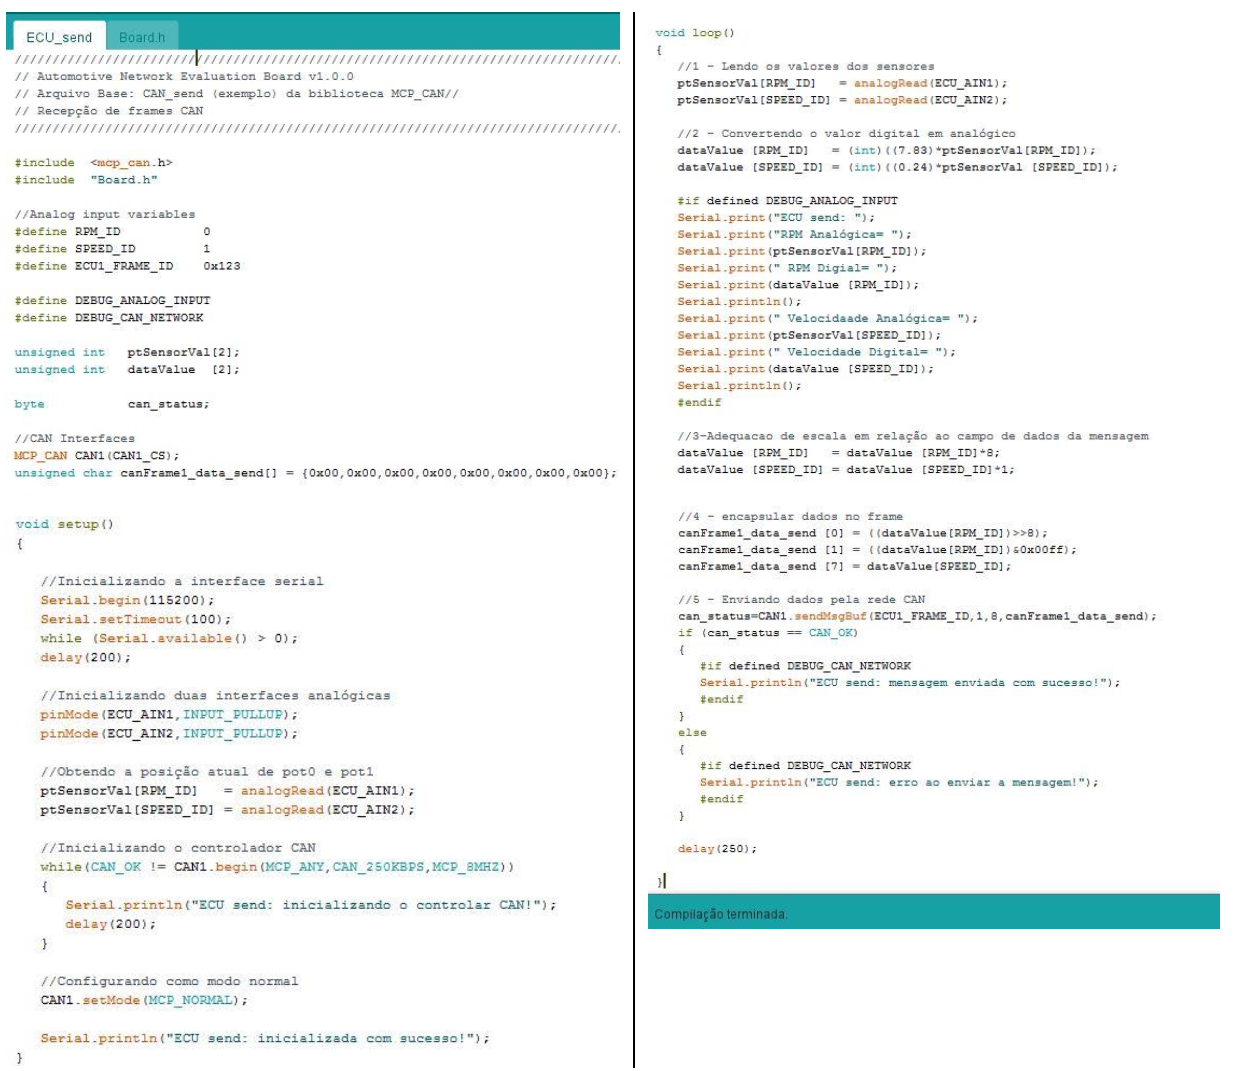 ECU_send
Board.h
////////////////////////////////////////////////////////////////////////////////
// Automotive Network Evaluation Board v1.0.0
// Arquivo Base: CAN_send (exemplo) da biblioteca MCP_CAN//
// Recepção de frames CAN
////////////////////////////////////////////////////////////////////////////////
#include  <mcp_can.h>
#include  "Board.h"
//Analog input variables
#define RPM_ID           0
#define SPEED_ID         1
#define ECU1_FRAME_ID    0x123
#define DEBUG_ANALOG_INPUT
#define DEBUG_CAN_NETWORK
unsigned int   ptSensorVal[2];
unsigned int   dataValue  [2];
byte           can_status;
//CAN Interfaces
MCP_CAN CAN1(CAN1_CS);
unsigned char canFrame1_data_send[] = {0x00,0x00,0x00,0x00,0x00,0x00,0x00,0x00};
void setup()
{
//Inicializando a interface serial
Serial.begin(115200);
Serial.setTimeout(100);
while (Serial.available() > 0);
delay(200);
//Inicializando duas interfaces analógicas
pinMode(ECU_AIN1,INPUT_PULLUP);
pinMode(ECU_AIN2,INPUT_PULLUP);
//Obtendo a posição atual de pot0 e pot1
ptSensorVal[RPM_ID]   = analogRead(ECU_AIN1);
ptSensorVal[SPEED_ID] = analogRead(ECU_AIN2);
//Inicializando o controlador CAN
while(CAN_OK != CAN1.begin(MCP_ANY,CAN_250KBPS,MCP_8MHZ))
{
Serial.println("ECU send: inicializando o controlar CAN!");
delay(200);
}
//Configurando como modo normal
CAN1.setMode(MCP_NORMAL);
Serial.println("ECU send: inicializada com sucesso!");
}
void loop()
{
//1 - Lendo os valores dos sensores
ptSensorVal[RPM_ID]   = analogRead(ECU_AIN1);
ptSensorVal[SPEED_ID] = analogRead(ECU_AIN2);
//2 - Convertendo o valor digital em analógico
dataValue [RPM_ID]   = (int)((7.83)*ptSensorVal[RPM_ID]);
dataValue [SPEED_ID] = (int)((0.24)*ptSensorVal [SPEED_ID]);
#if defined DEBUG_ANALOG_INPUT
Serial.print("ECU send: ");
Serial.print("RPM Analógica= ");
Serial.print(ptSensorVal[RPM_ID]);
Serial.print(" RPM Digial= ");
Serial.print(dataValue [RPM_ID]);
Serial.println();
Serial.print(" Velocidaade Analógica= ");
Serial.print(ptSensorVal[SPEED_ID]);
Serial.print(" Velocidade Digital= ");
Serial.print(dataValue [SPEED_ID]);
Serial.println();
#endif
//3-Adequacao de escala em relação ao campo de dados da mensagem
dataValue [RPM_ID]   = dataValue [RPM_ID]*8;
dataValue [SPEED_ID] = dataValue [SPEED_ID]*1;
//4 - encapsular dados no frame
canFrame1_data_send [0] = ((dataValue[RPM_ID])>>8);
canFrame1_data_send [1] = ((dataValue[RPM_ID])&0x00ff);
canFrame1_data_send [7] = dataValue[SPEED_ID];
//5 - Enviando dados pela rede CAN
can_status=CAN1.sendMsgBuf(ECU1_FRAME_ID,1,8,canFrame1_data_send);
if (can_status == CAN_OK)
{
#if defined DEBUG_CAN_NETWORK
Serial.println("ECU send: mensagem enviada com sucesso!");
#endif
}
else
{
#if defined DEBUG_CAN_NETWORK
Serial.println("ECU send: erro ao enviar a mensagem!");
#endif
}
delay(250);
}
Compilação terminada.